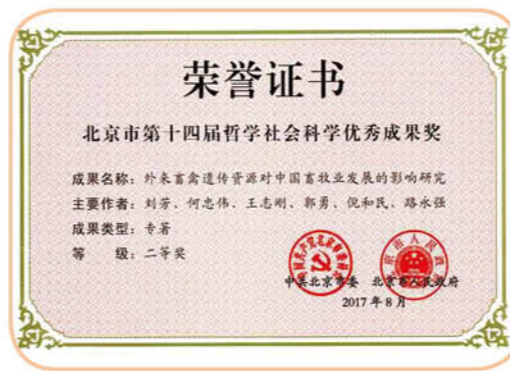 荣誉证书
北京市第十四届哲学社会科学优秀成果奖
成果名称：外来畜禽遗传资源对中国畜牧业发展的影响研究
主要作者：刘芳、何忠伟、王志刚、郭勇、倪和民、路永强
成果类型：专著
等　　级：二等奖
中共北京市委　北京市人民政府
2017年8月